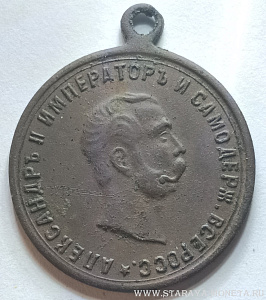 АЛЕКСАНДРЪ II ИМПЕРАТОРЪ И САМОДЕРЖ. ВСЕРОСС. *
WWW.STARAYAMONETA.RU